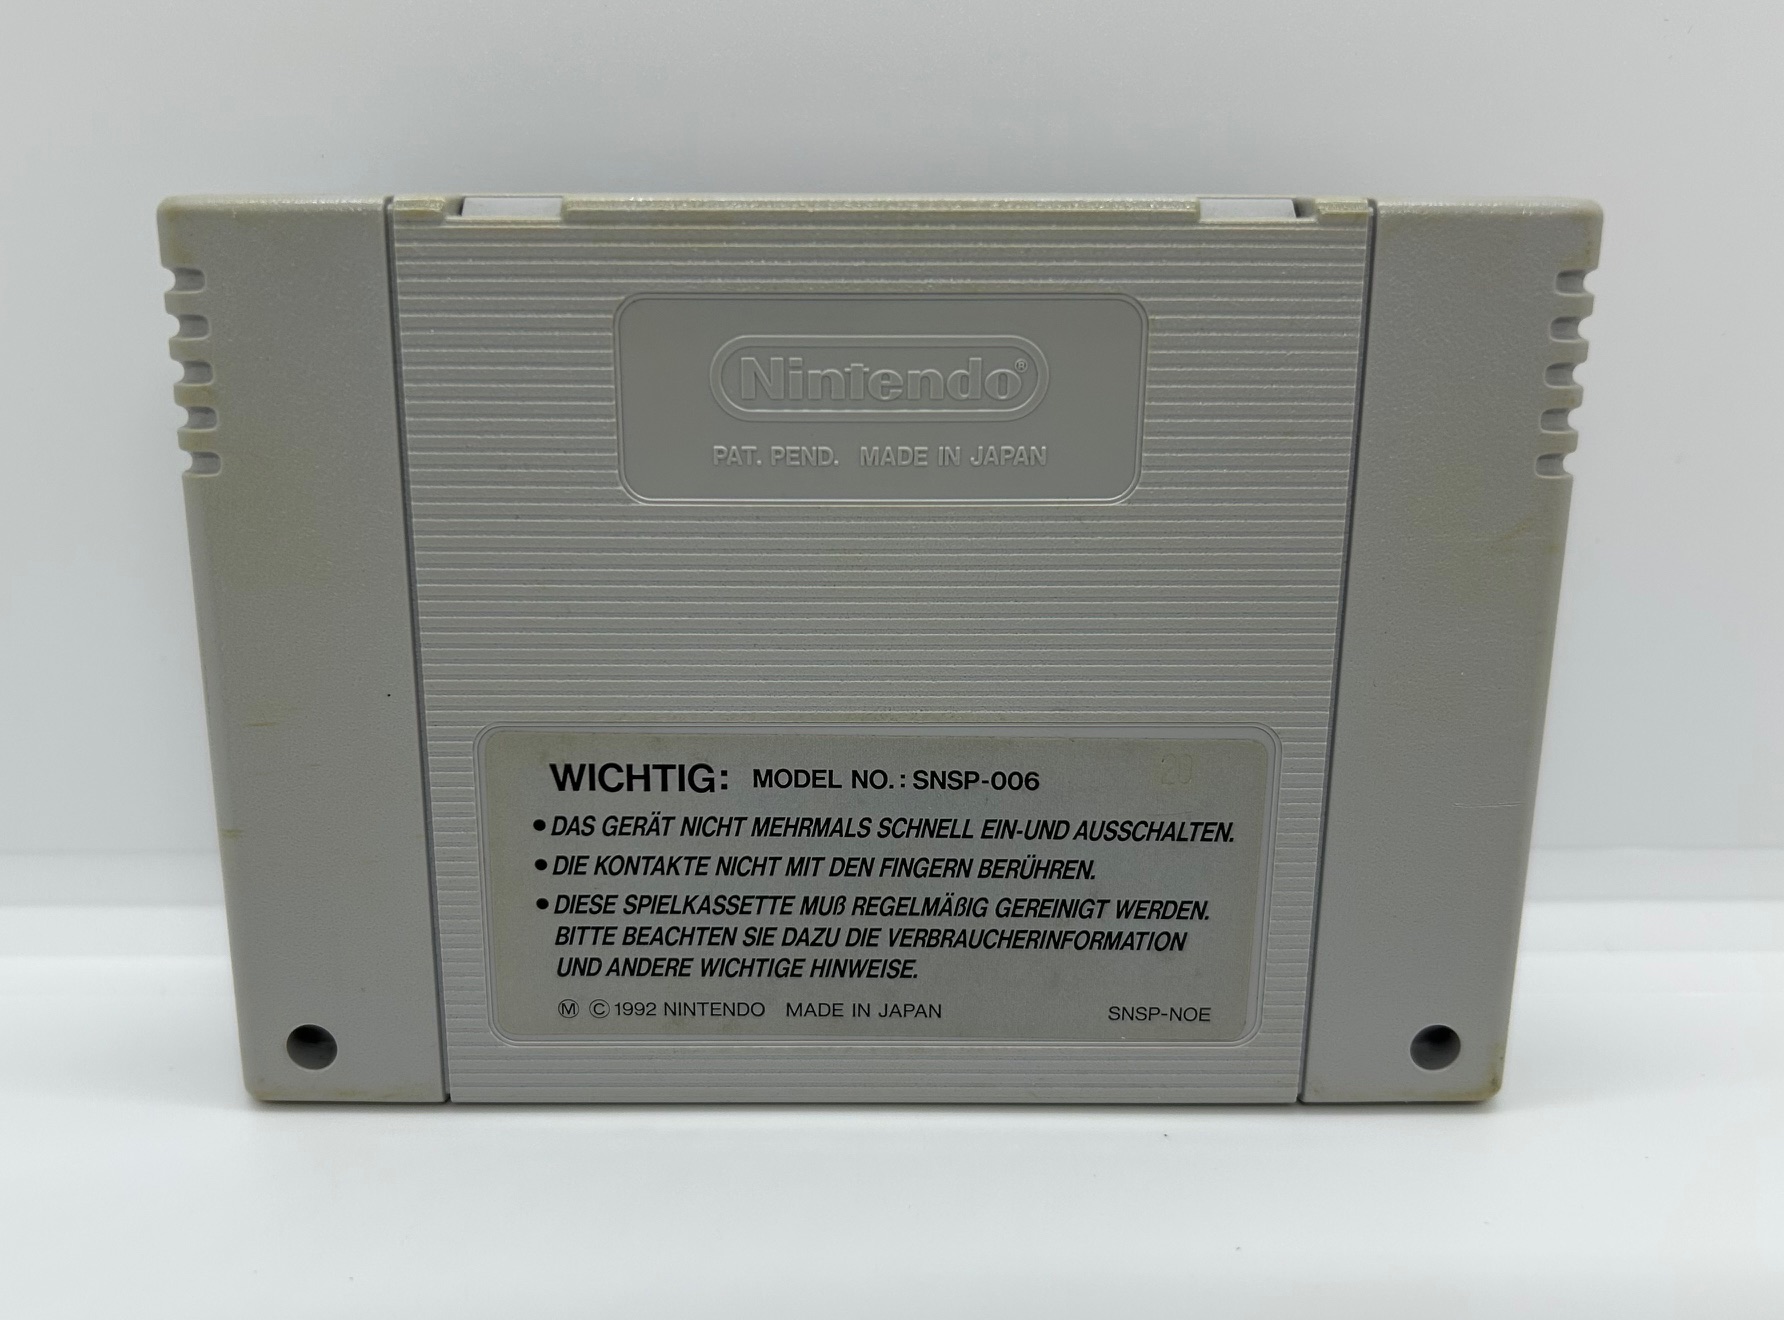 Nintendo®
PAT. PEND. MADE IN JAPAN
WICHTIG: MODEL NO.: SNSP-006
20
• DAS GERÄT NICHT MEHRMALS SCHNELL EIN-UND AUSSCHALTEN.
• DIE KONTAKTE NICHT MIT DEN FINGERN BERÜHREN.
• DIESE SPIELKASSETTE MUß REGELMÄßIG GEREINIGT WERDEN.
BITTE BEACHTEN SIE DAZU DIE VERBRAUCHERINFORMATION
UND ANDERE WICHTIGE HINWEISE.
Ⓜ © 1992 NINTENDO MADE IN JAPAN SNSP-NOE